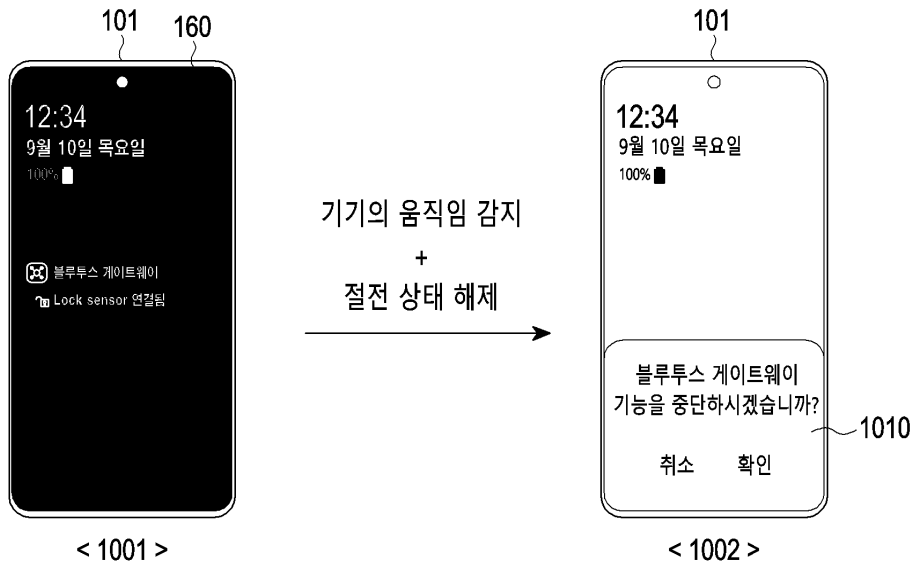 101
160
12:34
9월 10일 목요일
100%
블루투스 게이트웨이
Lock sensor 연결됨
< 1001 >
기기의 움직임 감지
+
절전 상태 해제
101
12:34
9월 10일 목요일
100%
블루투스 게이트웨이
기능을 중단하시겠습니까?
취소 확인
1010
< 1002 >